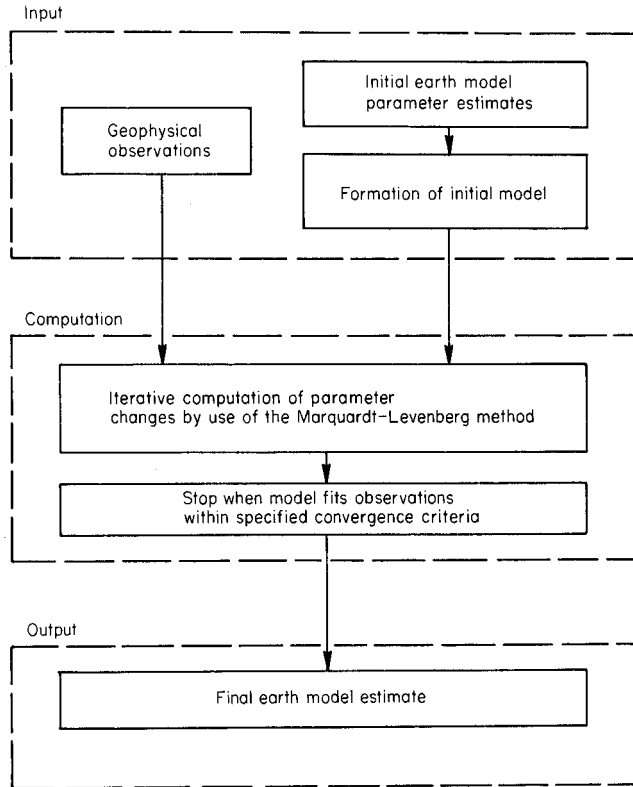 Input
Initial earth model
parameter estimates
Geophysical
observations
Formation of initial model
Computation
Iterative computation of parameter
changes by use of the Marquardt-Levenberg method
Stop when model fits observations
within specified convergence criteria
Output
Final earth model estimate